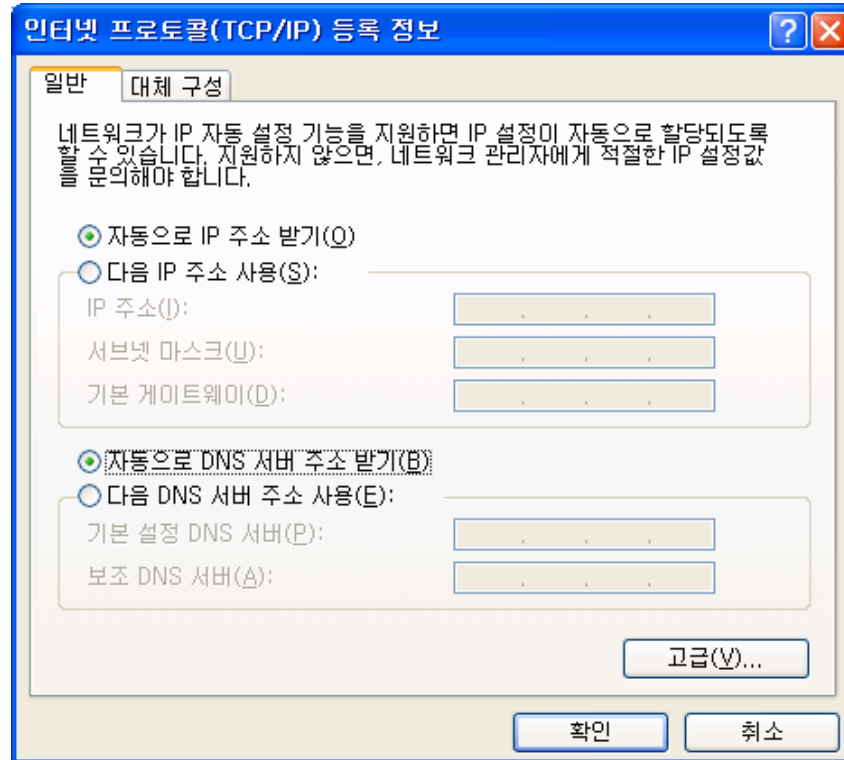 인터넷 프로토콜(TCP/IP) 등록 정보
일반
대체 구성
네트워크가 IP 자동 설정 기능을 지원하면 IP 설정이 자동으로 할당되도록
할 수 있습니다. 지원하지 않으면, 네트워크 관리자에게 적절한 IP 설정값
을 문의해야 합니다.
자동으로 IP 주소 받기(O)
다음 IP 주소 사용(S):
IP 주소(I):
서브넷 마스크(U):
기본 게이트웨이(D):
자동으로 DNS 서버 주소 받기(B)
다음 DNS 서버 주소 사용(E):
기본 설정 DNS 서버(P):
보조 DNS 서버(A):
고급(V)...
확인
취소